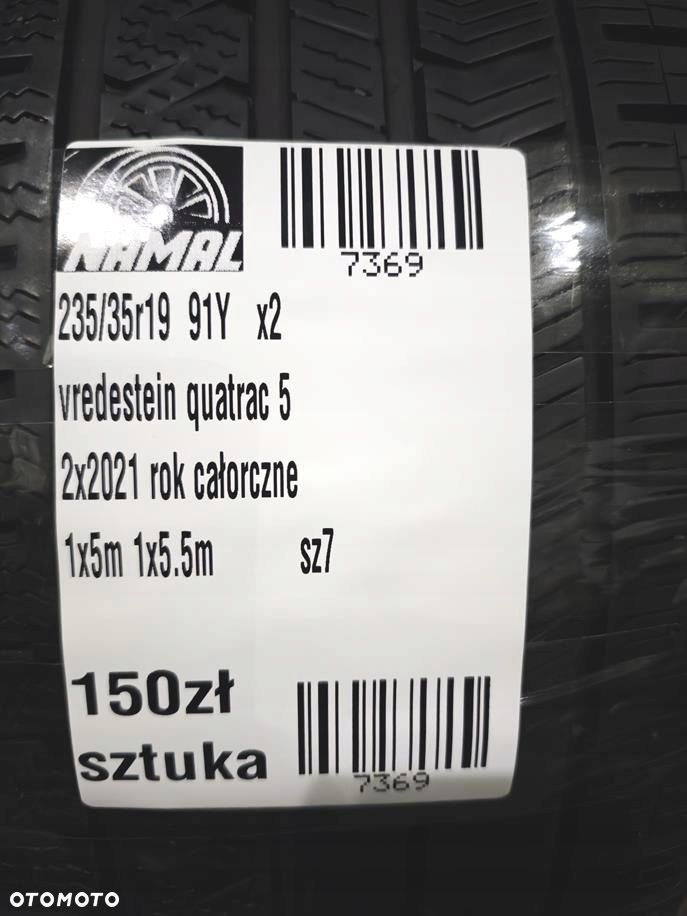 NAMAL
7369
235/35r19 91Y x2
vredestein quatrac 5
2x2021 rok całorczne
1x5m 1x5.5m sz7
150zł
sztuka
7369
OTOMOTO